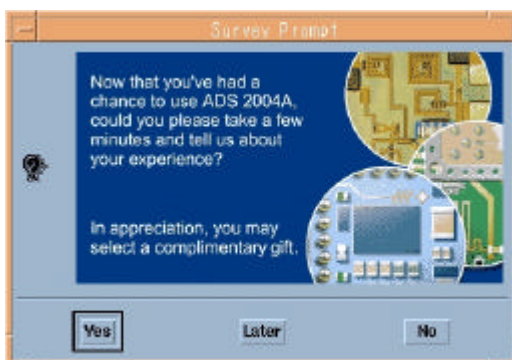 Survey Prompt
Now that you've had a
chance to use ADS 2004A,
could you please take a few
minutes and tell us about
your experience?
In appreciation, you may
select a complimentary gift.
Yes
Later
No